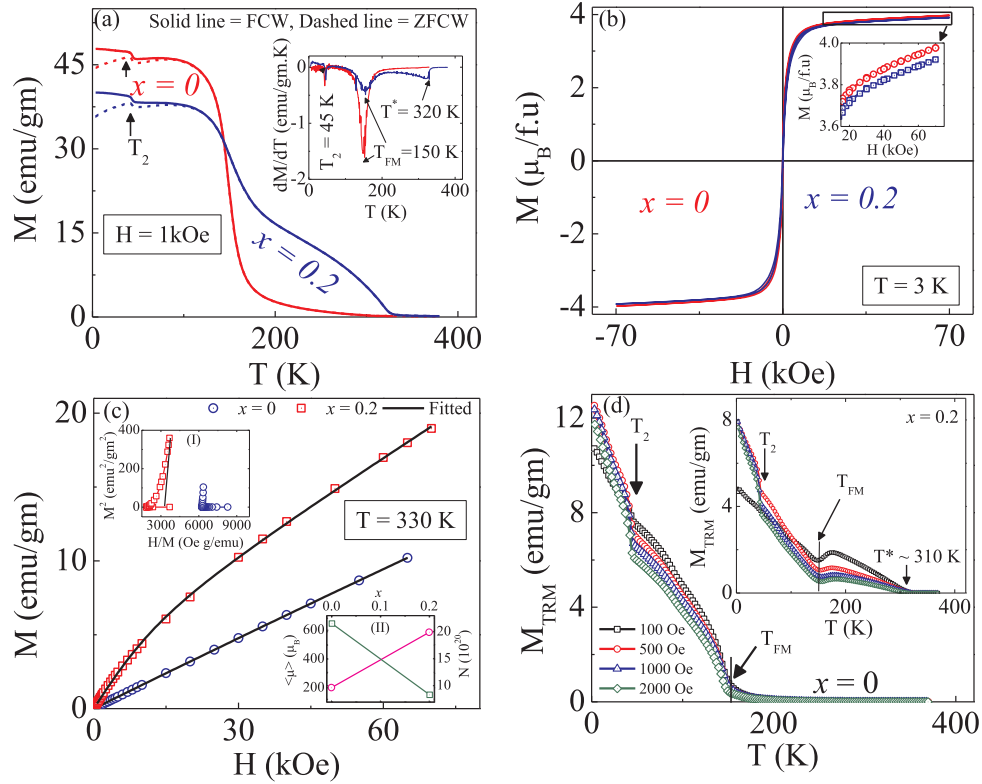 (a) Solid line = FCW, Dashed line = ZFCW
M (emu/gm)
45
30
15
0
0
200
400
T (K)
x = 0
x = 0.2
T2
H = 1kOe
dM/dT (emu/gm.K)
0
-1
T2 = 45 K
T* = 320 K
TFM=150 K
0
200
400
T (K)
(b)
M (μB/f.u)
4
2
0
-2
-4
-70
0
70
H (kOe)
x = 0
x = 0.2
T = 3 K
M (μB/f.u)
4.0
3.8
3.6
20
40
60
H (kOe)
(c) x = 0 x = 0.2 Fitted
M (emu/gm)
20
10
0
0
30
60
H (kOe)
T = 330 K
(I)
M2 (emu2/gm2)
400
200
0
3000
6000
9000
H/M (Oe g/emu)
x
0.0
0.1
0.2
(II)
<μ> (μB)
600
400
200
20
15
10
N (10^20)
(d)
MTRM (emu/gm)
12
8
4
0
0
200
400
T (K)
T2
TFM
x = 0
100 Oe
500 Oe
1000 Oe
2000 Oe
x = 0.2
MTRM (emu/gm)
8
4
0
0
200
400
T (K)
T2
TFM
T* ~ 310 K